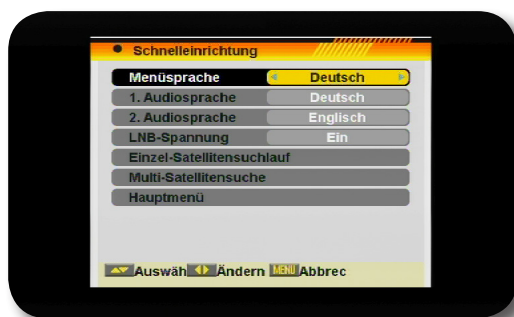 Schnelleinrichtung
Menüsprache Deutsch
1. Audiosprache Deutsch
2. Audiosprache Englisch
LNB-Spannung Ein
Einzel-Satellitensuchlauf
Multi-Satellitensuche
Hauptmenü
Auswäh Ändern MENU Abbrec